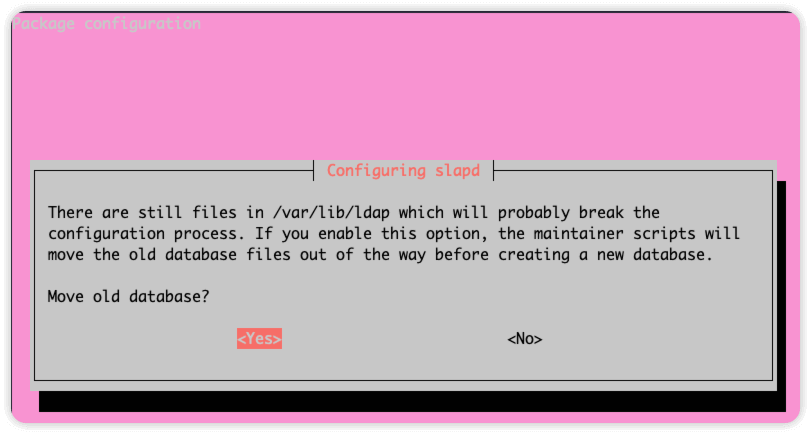 Package configuration
Configuring slapd
There are still files in /var/lib/ldap which will probably break the
configuration process. If you enable this option, the maintainer scripts will
move the old database files out of the way before creating a new database.
Move old database?
<Yes> <No>